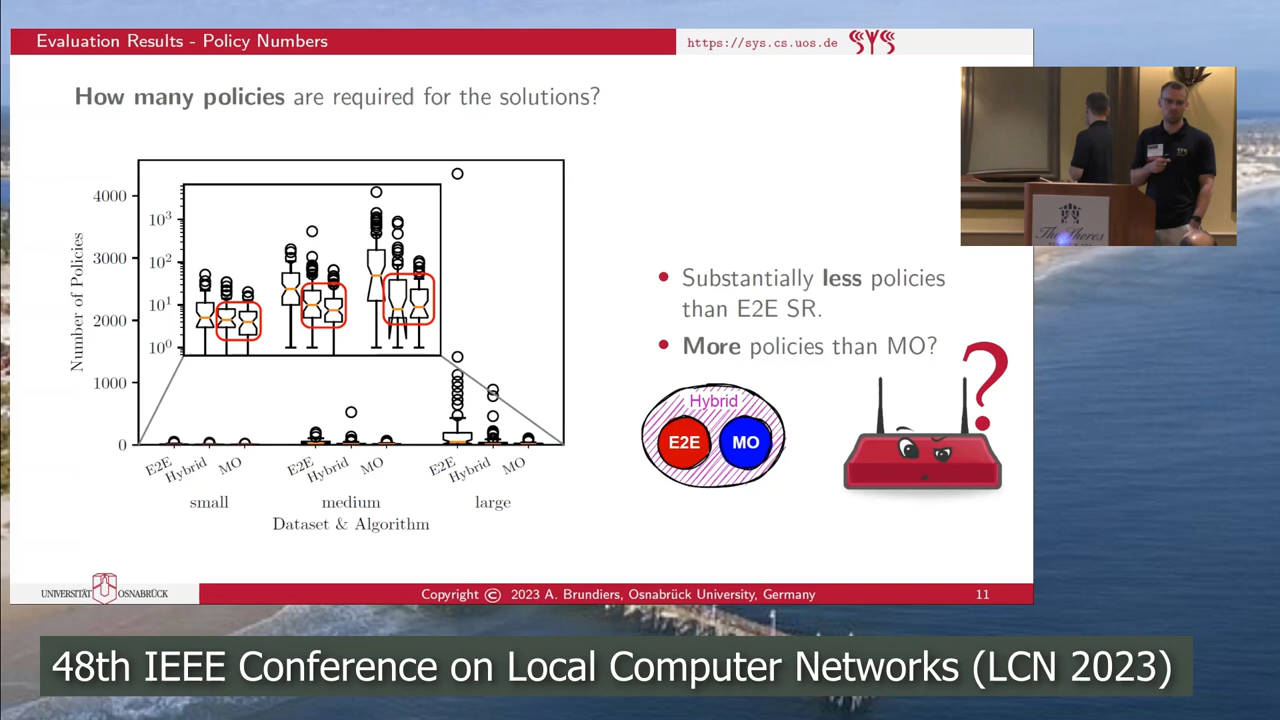 Evaluation Results - Policy Numbers
https://sys.cs.uos.de
SYS
How many policies are required for the solutions?
Number of Policies
4000
3000
2000
1000
0
10³
10²
10¹
10⁰
E2E
Hybrid
MO
E2E
Hybrid
MO
E2E
Hybrid
MO
small
medium
large
Dataset & Algorithm
• Substantially less policies
than E2E SR.
• More policies than MO?
Hybrid
E2E
MO
?
The Shores
UNIVERSITÄT OSNABRÜCK
Copyright © 2023 A. Brundiers, Osnabrück University, Germany
11
48th IEEE Conference on Local Computer Networks (LCN 2023)